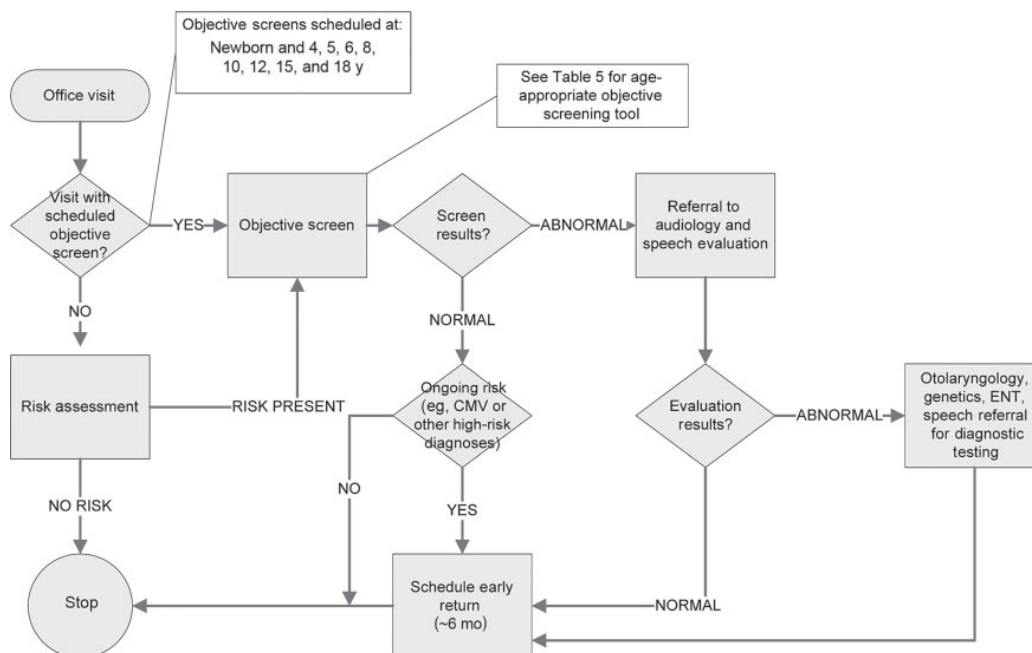 Objective screens scheduled at:
Newborn and 4, 5, 6, 8,
10, 12, 15, and 18 y
See Table 5 for age-
appropriate objective
screening tool
Office visit
Visit with
scheduled
objective
screen?
YES
Objective screen
Screen
results?
ABNORMAL
Referral to
audiology and
speech evaluation
NO
NORMAL
Risk assessment
RISK PRESENT
Ongoing risk
(eg, CMV or
other high-risk
diagnoses)
Evaluation
results?
ABNORMAL
Otolaryngology,
genetics, ENT,
speech referral
for diagnostic
testing
NO RISK
NO
YES
Stop
Schedule early
return
(~6 mo)
NORMAL